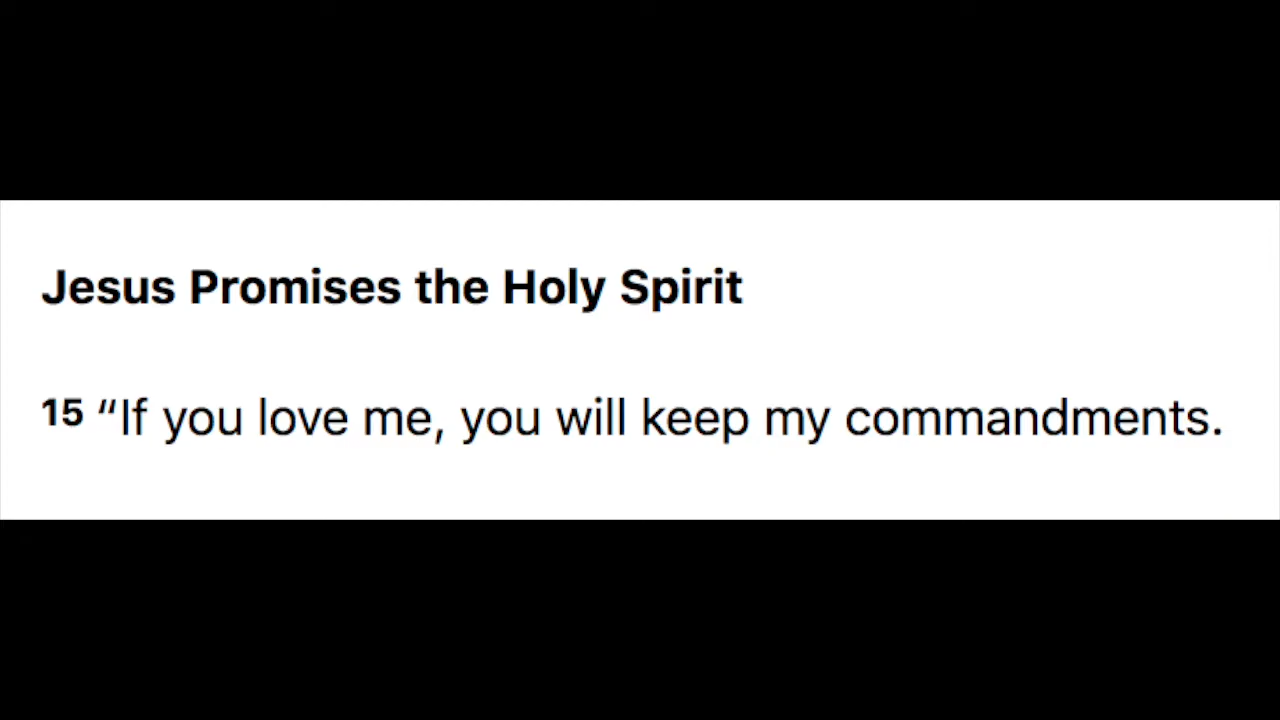 Jesus Promises the Holy Spirit
15 “If you love me, you will keep my commandments.